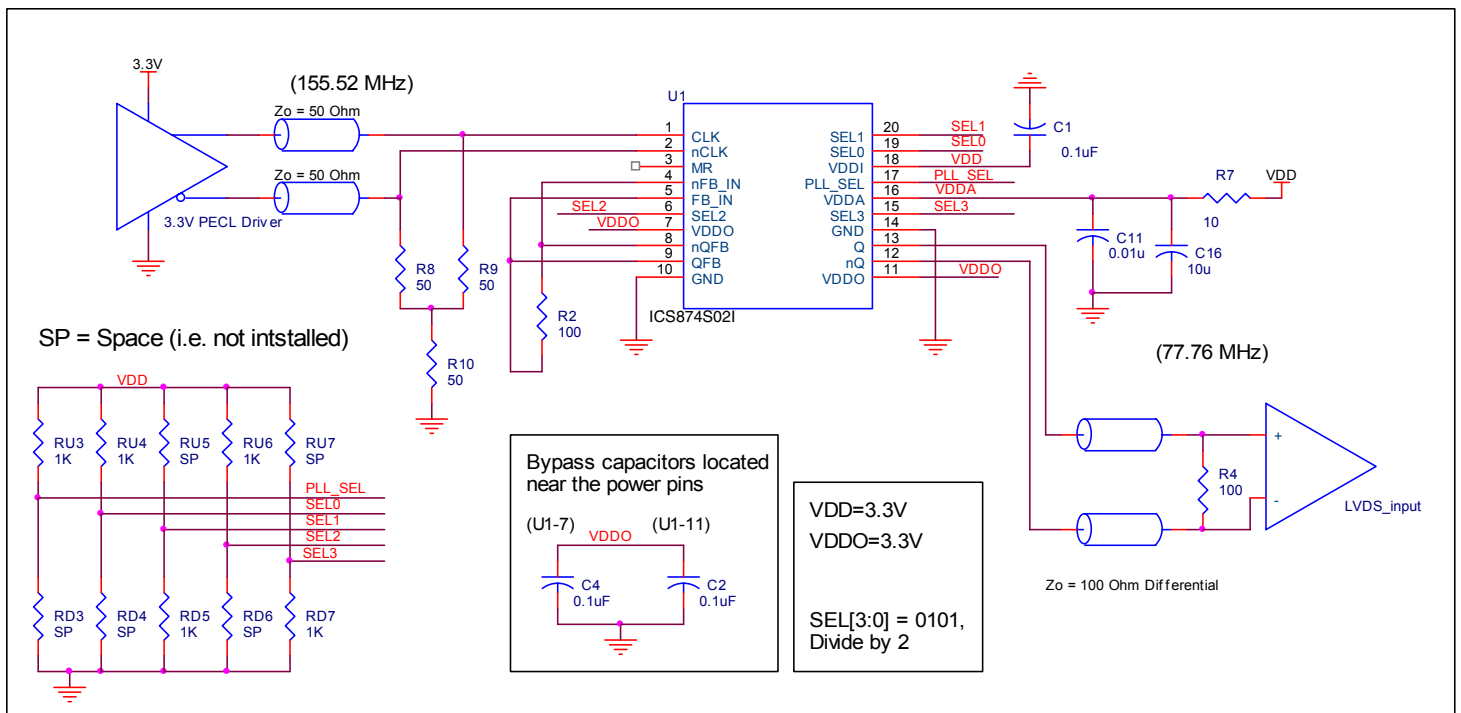 3.3V
(155.52 MHz)
Zo = 50 Ohm
Zo = 50 Ohm
3.3V PECL Driver
U1
1 CLK
2 nCLK
3 MR
4 nFB_IN
5 FB_IN
SEL2 6 SEL2
VDDO 7 VDDO
8 nQFB
9 QFB
10 GND
SEL1 20 SEL1
SEL0 19 SEL0
VDDI 18 VDD
PLL_SEL 17 PLL_SEL
VDDA 16 VDDA
SEL3 15 SEL3
GND 14
Q 13
nQ 12
VDDO 11 VDDO
ICS874S02I
C1
0.1uF
R7
10
VDD
C11
0.01u
C16
10u
R8
50
R9
50
R10
50
R2
100
SP = Space (i.e. not intstalled)
VDD
RU3
1K
RU4
1K
RU5
SP
RU6
1K
RU7
SP
PLL_SEL
SEL0
SEL1
SEL2
SEL3
RD3
SP
RD4
SP
RD5
1K
RD6
SP
RD7
1K
Bypass capacitors located
near the power pins
(U1-7) (U1-11)
VDDO
C4
0.1uF
C2
0.1uF
VDD=3.3V
VDDO=3.3V
SEL[3:0] = 0101,
Divide by 2
(77.76 MHz)
R4
100
+
-
LVDS_input
Zo = 100 Ohm Differential